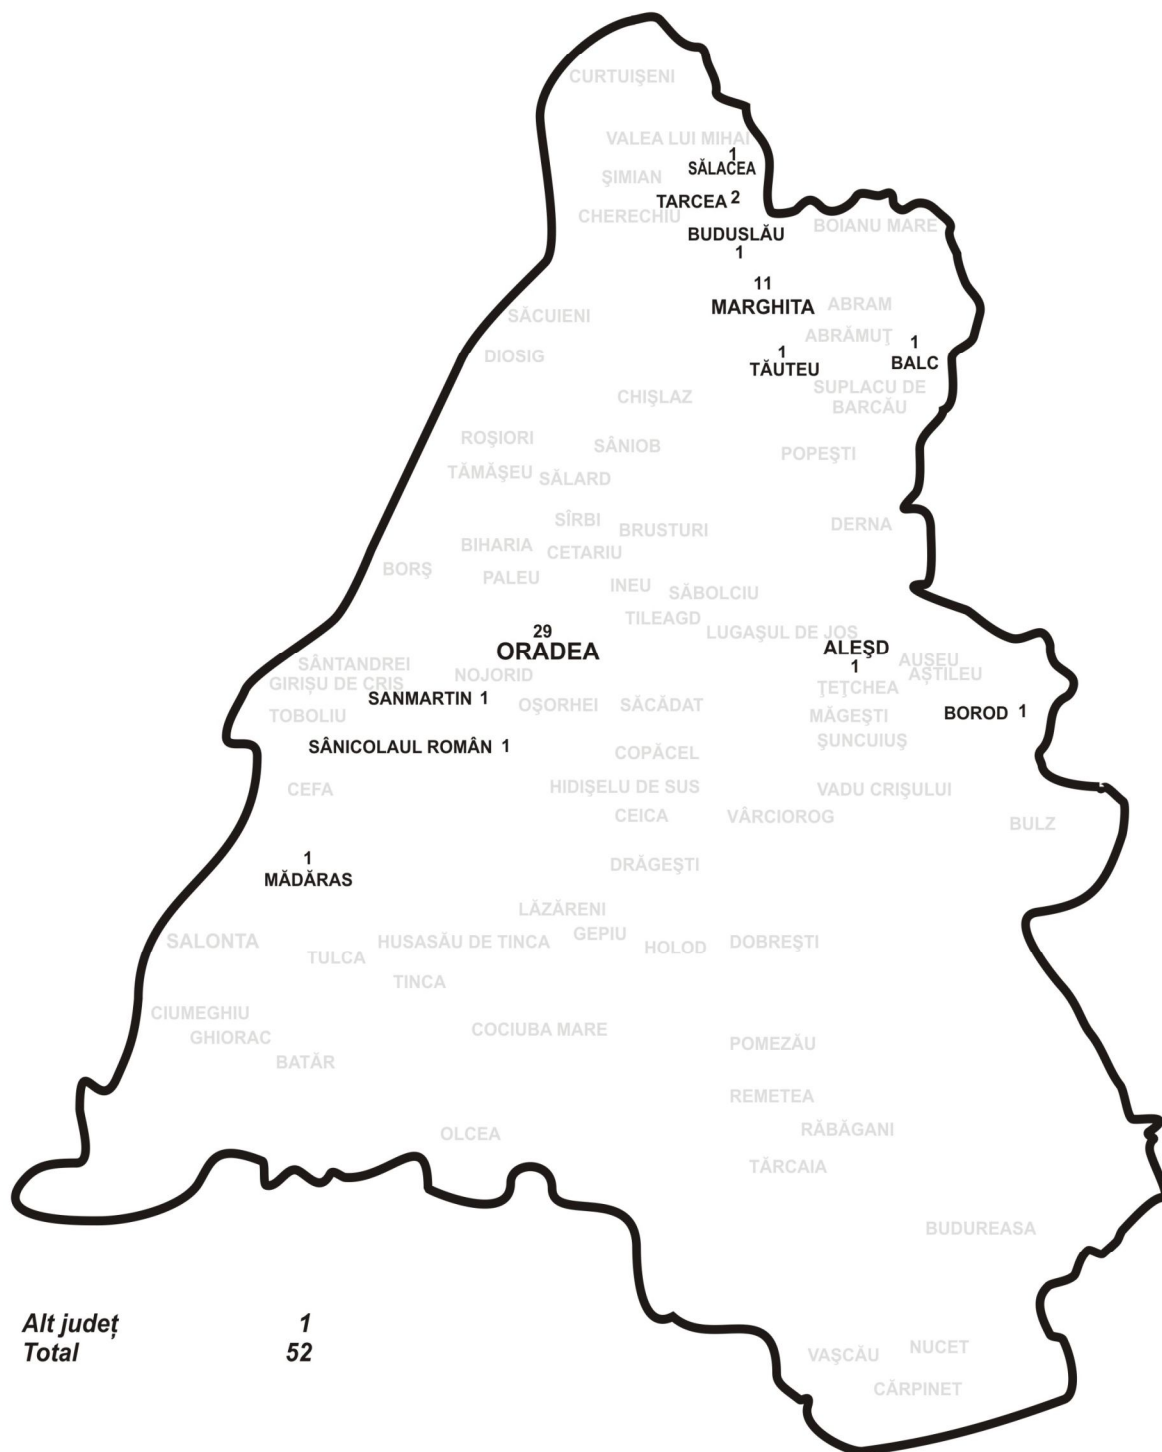 CURTUIŞENI
VALEA LUI MIHAI
1
SĂLACEA
ŞIMIAN
TARCEA 2
CHERECHIU
BOIANU MARE
BUDUSLĂU
1
11
MARGHITA
ABRAM
SĂCUIENI
ABRĂMUŢ
1
BALC
DIOSIG
1
TĂUTEU
SUPLACU DE
BARCĂU
CHIŞLAZ
ROŞIORI
SÂNIOB
POPEŞTI
TĂMĂŞEU
SĂLARD
SÎRBI
BRUSTURI
DERNA
BIHARIA
CETARIU
BORŞ
PALEU
INEU
SĂBOLCIU
TILEAGD
LUGAŞUL DE JOS
29
ORADEA
ALEŞD
1
SÂNTANDREI
NOJORID
AUŞEU
AŞTILEU
GIRIȘU DE CRIS
ŢEŢCHEA
SANMARTIN 1
OŞORHEI
SĂCĂDAT
TOBOLIU
MĂGEŞTI
BOROD 1
SÂNICOLAUL ROMÂN 1
ŞUNCUIUŞ
COPĂCEL
CEFA
HIDIŞELU DE SUS
VADU CRIŞULUI
CEICA
VÂRCIOROG
BULZ
1
MĂDĂRAS
DRĂGEŞTI
LĂZĂRENI
SALONTA
HUSASĂU DE TINCA
GEPIU
HOLOD
DOBREŞTI
TULCA
TINCA
CIUMEGHIU
GHIORAC
COCIUBA MARE
POMEZĂU
BATĂR
REMETEA
OLCEA
RĂBĂGANI
TĂRCAIA
BUDUREASA
Alt județ 1
Total 52
VAŞCĂU
NUCET
CĂRPINET